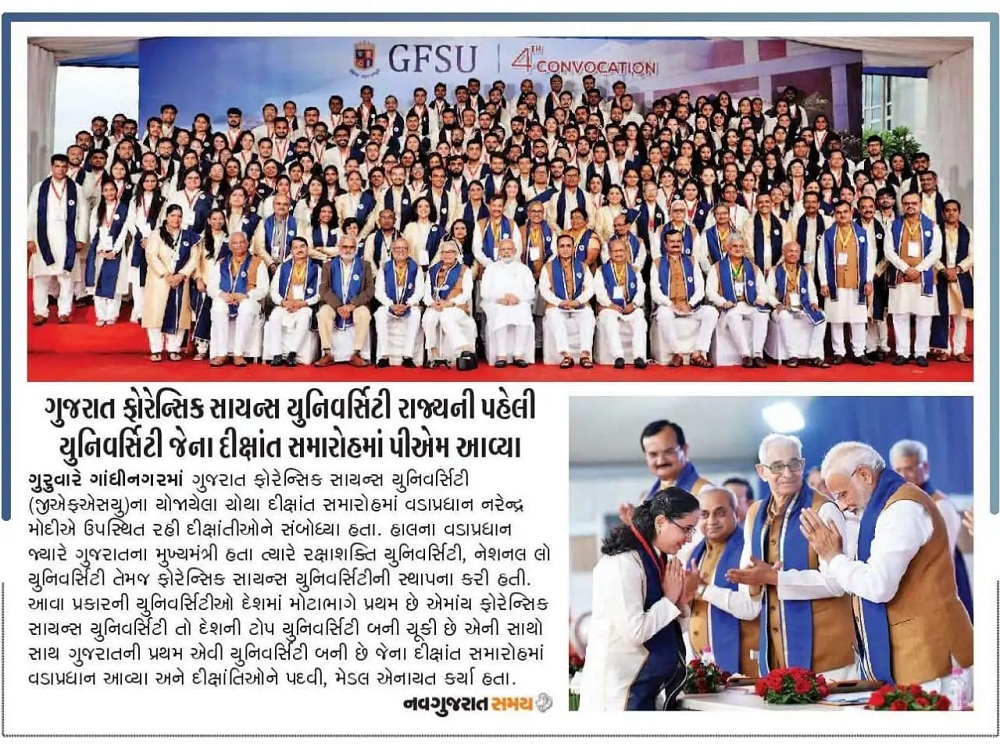 GFSU
4TH CONVOCATION
ગુજરાત ફોરેન્સિક સાયન્સ યુનિવર્સિટી રાજ્યની પહેલી
યુનિવર્સિટી જેના દીક્ષાંત સમારોહમાં પીએમ આવ્યા
ગુરુવારે ગાંધીનગરમાં ગુજરાત ફોરેન્સિક સાયન્સ યુનિવર્સિટી
(જીએફએસયુ)ના યોજાયેલા ચોથા દીક્ષાંત સમારોહમાં વડાપ્રધાન નરેન્દ્ર
મોદીએ ઉપસ્થિત રહી દીક્ષાંતીઓને સંબોધ્યા હતા. હાલના વડાપ્રધાન
જ્યારે ગુજરાતના મુખ્યમંત્રી હતા ત્યારે રક્ષાશક્તિ યુનિવર્સિટી, નેશનલ લો
યુનિવર્સિટી તેમજ ફોરેન્સિક સાયન્સ યુનિવર્સિટીની સ્થાપના કરી હતી.
આવા પ્રકારની યુનિવર્સિટીઓ દેશમાં મોટાભાગે પ્રથમ છે એમાંય ફોરેન્સિક
સાયન્સ યુનિવર્સિટી તો દેશની ટોપ યુનિવર્સિટી બની ચૂકી છે એની સાથો
સાથ ગુજરાતની પ્રથમ એવી યુનિવર્સિટી બની છે જેના દીક્ષાંત સમારોહમાં
વડાપ્રધાન આવ્યા અને દીક્ષાંતિઓને પદવી, મેડલ એનાયત કર્યા હતા.
નવગુજરાત સમય